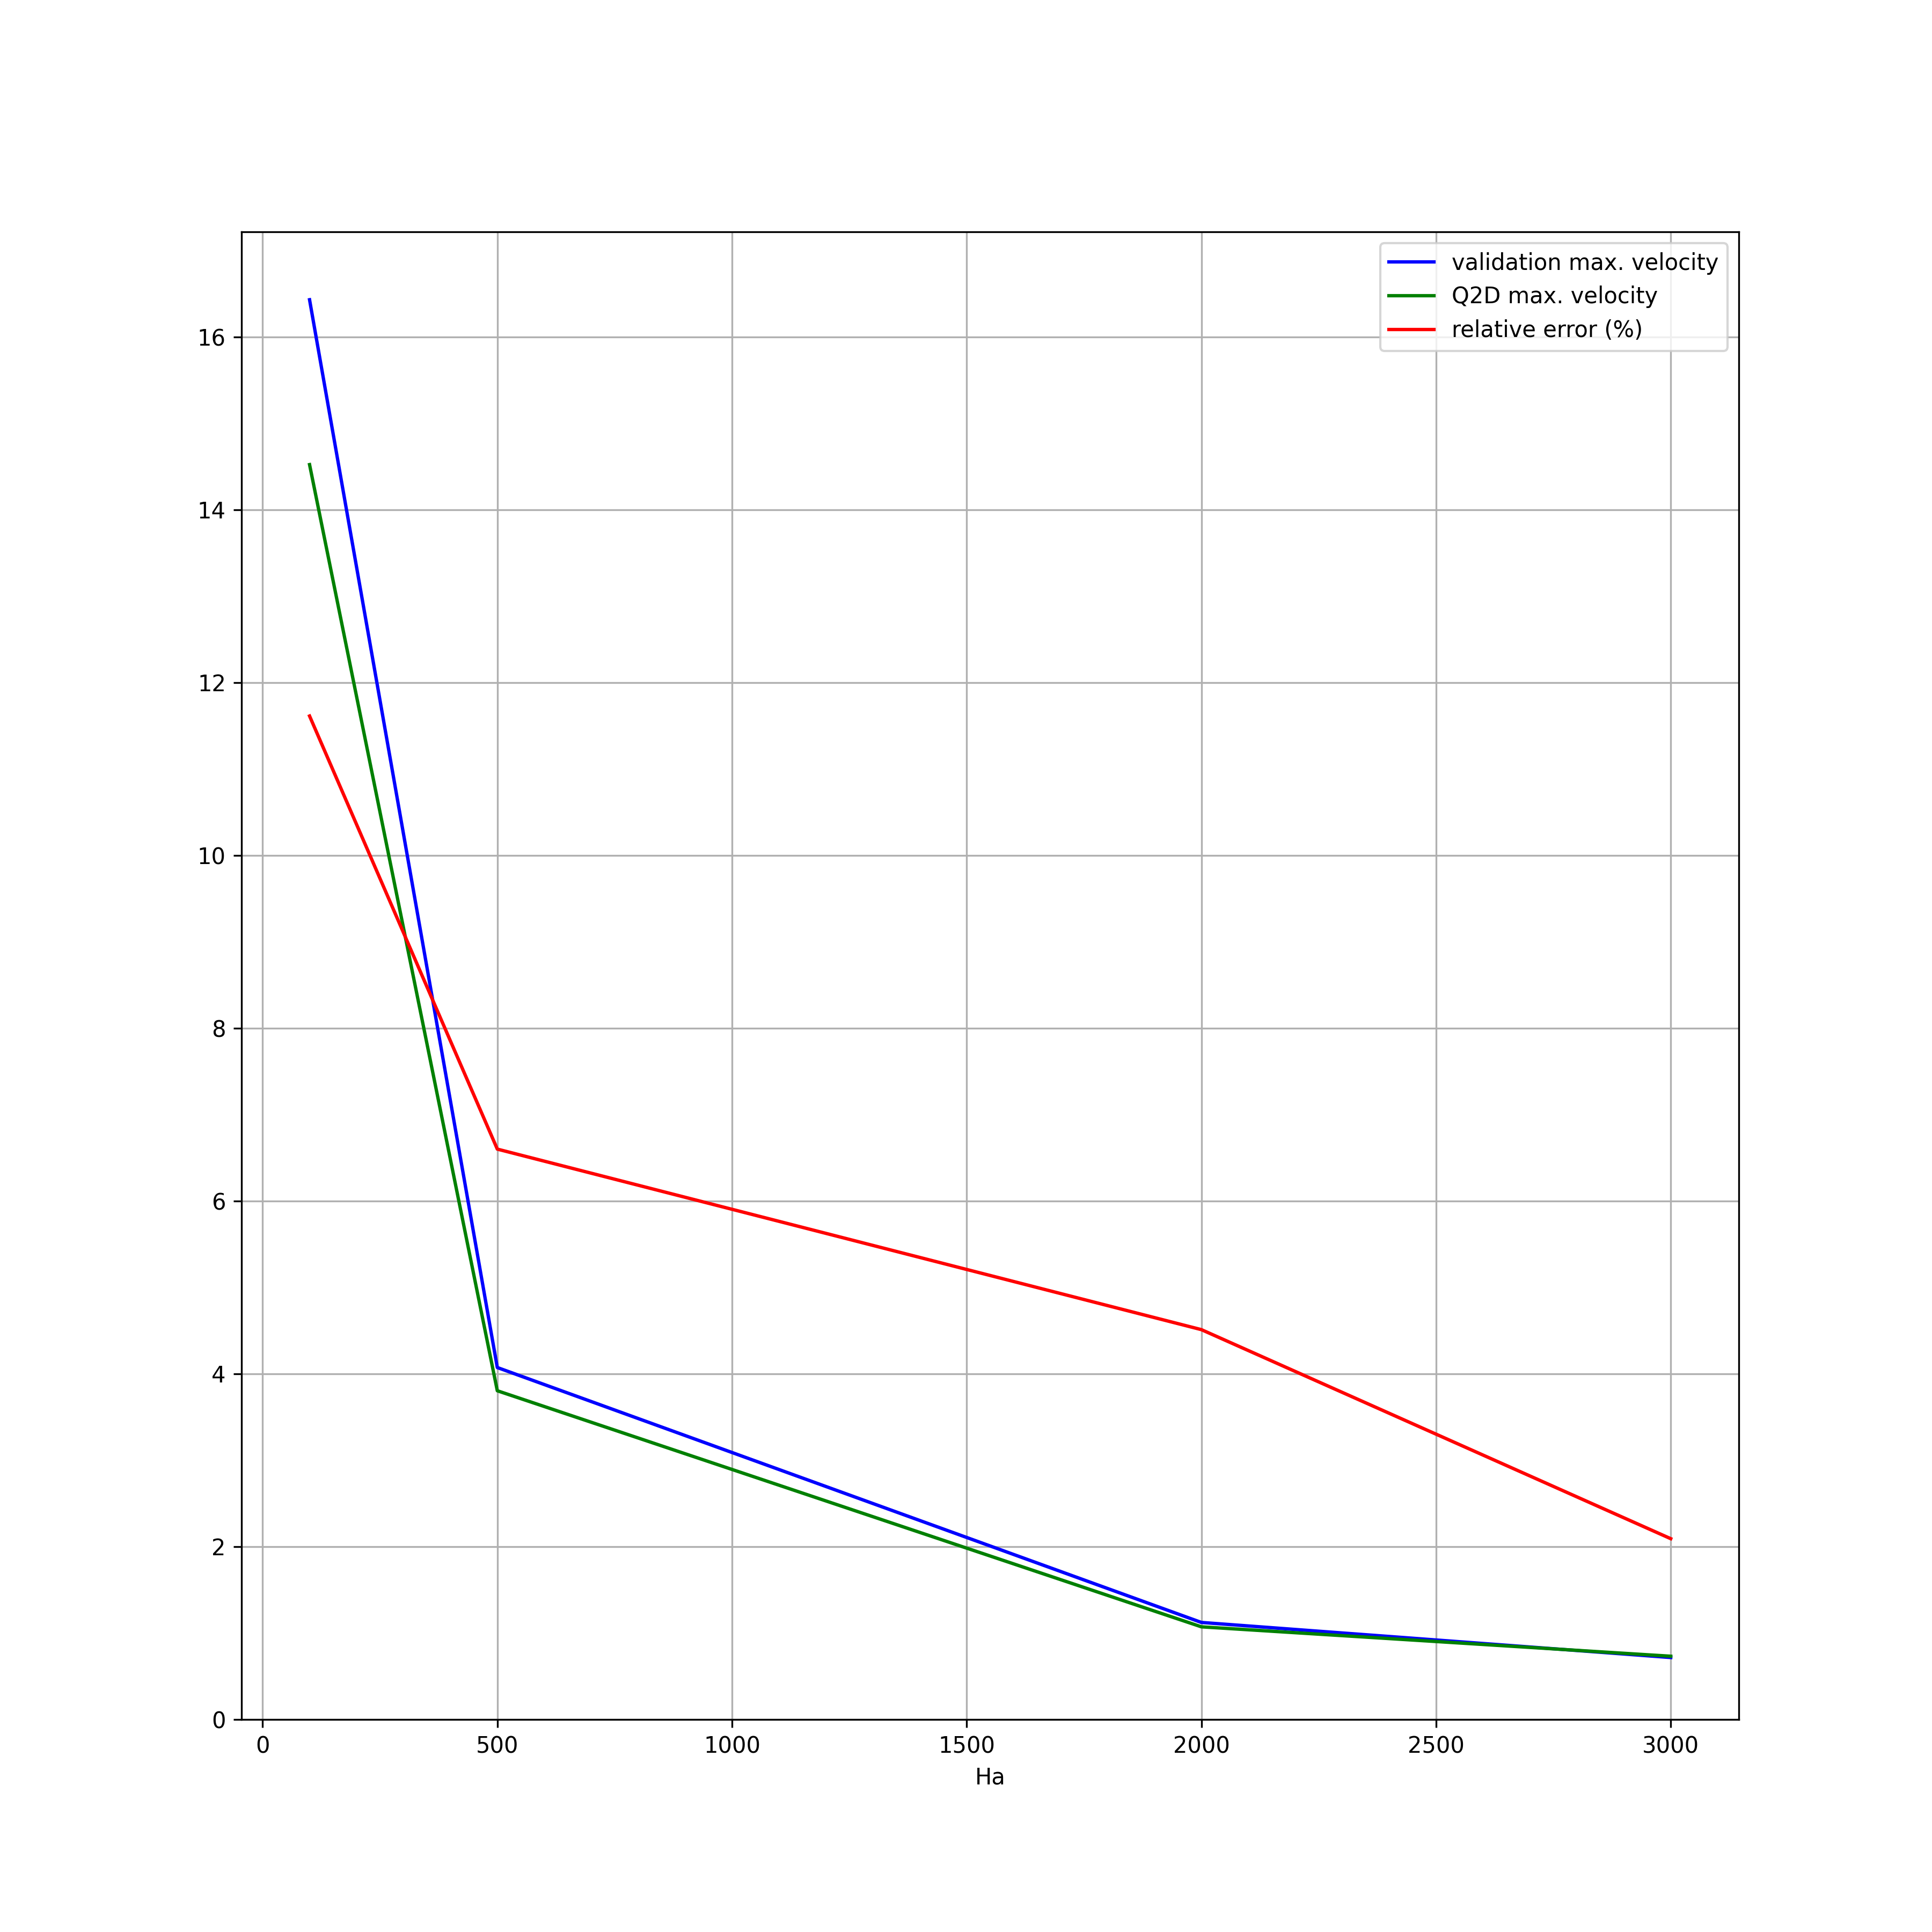 validation max. velocity
Q2D max. velocity
relative error (%)
16
14
12
10
8
6
4
2
0
0 500 1000 1500 2000 2500 3000
Ha